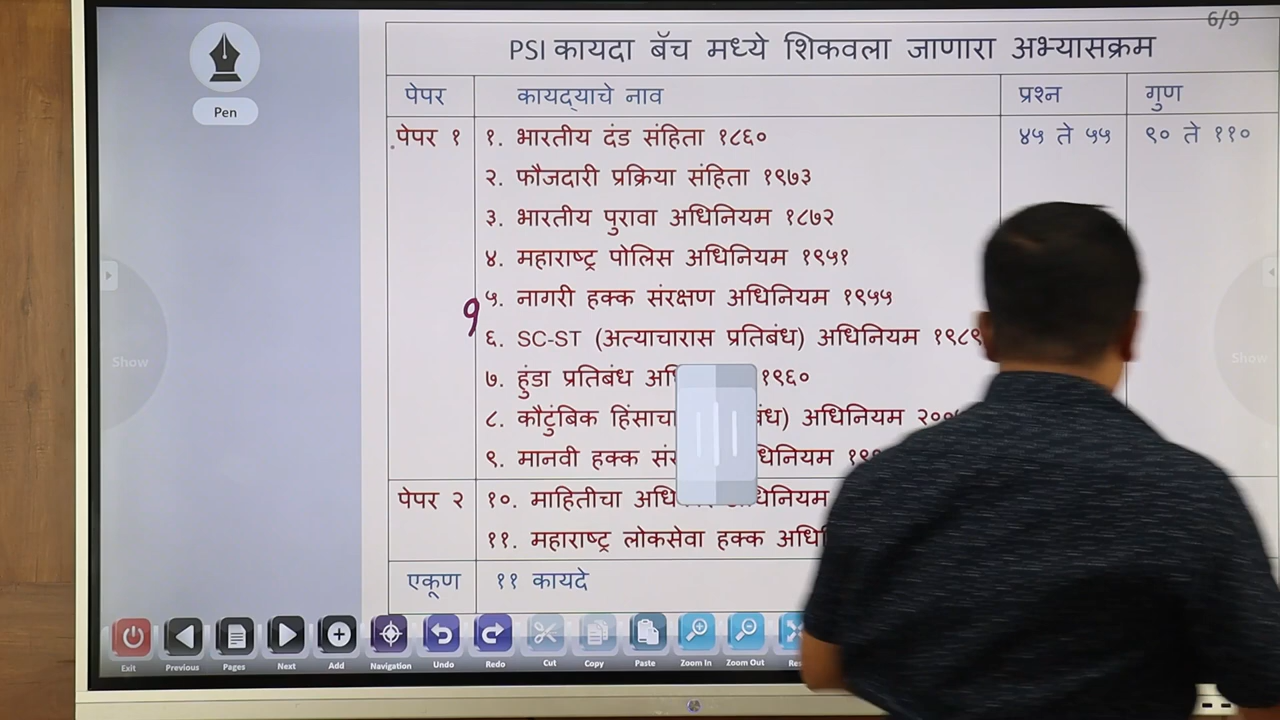 6/9
PSI कायदा बॅच मध्ये शिकवला जाणारा अभ्यासक्रम
पेपर कायद्याचे नाव प्रश्न गुण
पेपर १ १. भारतीय दंड संहिता १८६० ४५ ते ५५ ९० ते ११०
२. फौजदारी प्रक्रिया संहिता १९७३
३. भारतीय पुरावा अधिनियम १८७२
४. महाराष्ट्र पोलिस अधिनियम १९५१
५. नागरी हक्क संरक्षण अधिनियम १९५५
9
६. SC-ST (अत्याचारास प्रतिबंध) अधिनियम १९८९
७. हुंडा प्रतिबंध १९६०
८. कौटुंबिक अधिनियम
९. मानवी हक्क
पेपर २ १०. माहितीचा
११. महाराष्ट्र लोकसेवा हक्क
एकूण ११ कायदे
Pen
Show
Show
Exit Previous Pages Next Add Navigation Undo Redo Cut Copy Paste Zoom In Zoom Out